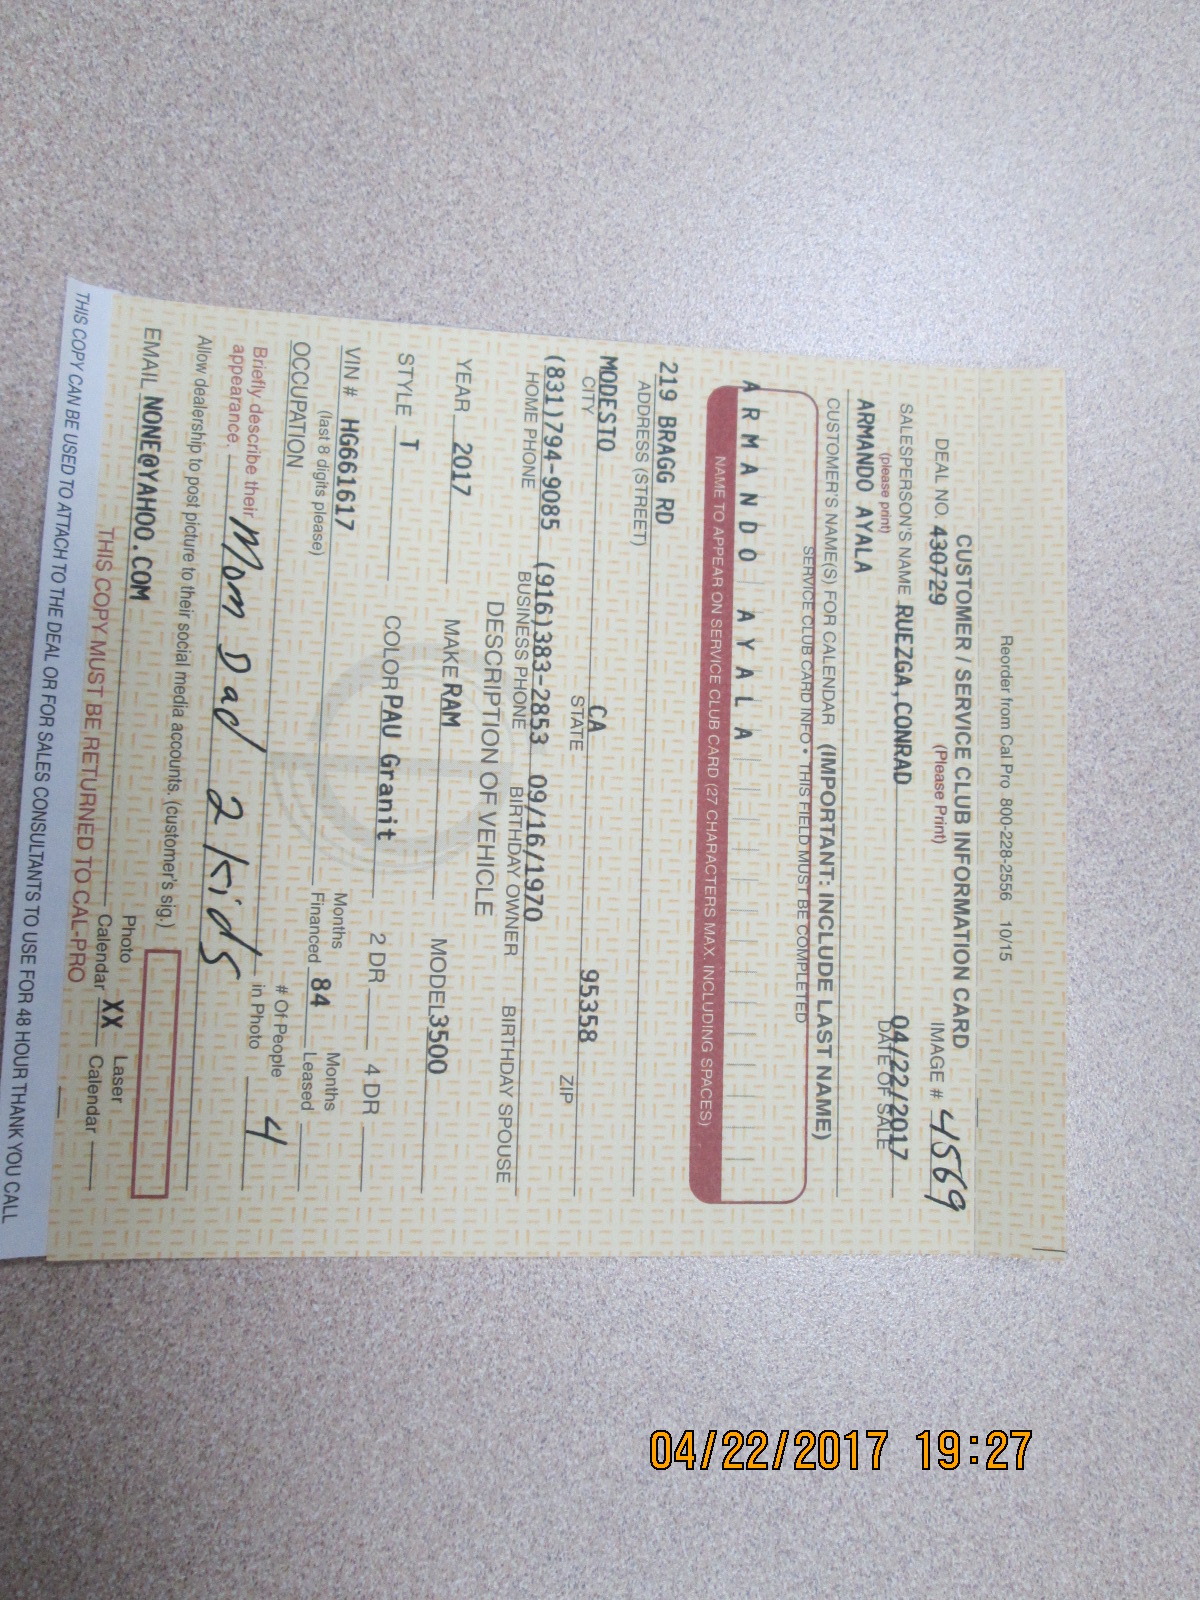 Reorder from Cal Pro 800-228-2556 10/15
CUSTOMER / SERVICE CLUB INFORMATION CARD
(Please Print)
DEAL NO. 430729 IMAGE # 4569
SALESPERSON'S NAME RUEZGA,CONRAD 04/22/2017
(please print) DATE OF SALE
ARMANDO AYALA
CUSTOMER'S NAME(S) FOR CALENDAR (IMPORTANT: INCLUDE LAST NAME)
SERVICE CLUB CARD INFO • THIS FIELD MUST BE COMPLETED
ARMANDO AYALA
NAME TO APPEAR ON SERVICE CLUB CARD (27 CHARACTERS MAX. INCLUDING SPACES)
219 BRAGG RD
ADDRESS (STREET)
MODESTO CA 95358
CITY STATE ZIP
(831)794-9085 (916)383-2853 09/16/1970
HOME PHONE BUSINESS PHONE BIRTHDAY OWNER BIRTHDAY SPOUSE
DESCRIPTION OF VEHICLE
YEAR 2017 MAKE RAM MODEL 3500
STYLE T COLOR PAU Granit 2 DR 4 DR
VIN # HG661617 Months Financed 84 Months Leased
(last 8 digits please)
OCCUPATION # Of People in Photo 4
Briefly describe their appearance. Mom Dad 2 kids
Allow dealership to post picture to their social media accounts. (customer's sig.)
EMAIL NONE@YAHOO.COM Photo Calendar XX Laser Calendar
THIS COPY MUST BE RETURNED TO CAL-PRO
THIS COPY CAN BE USED TO ATTACH TO THE DEAL OR FOR SALES CONSULTANTS TO USE FOR 48 HOUR THANK YOU CALL
04/22/2017 19:27